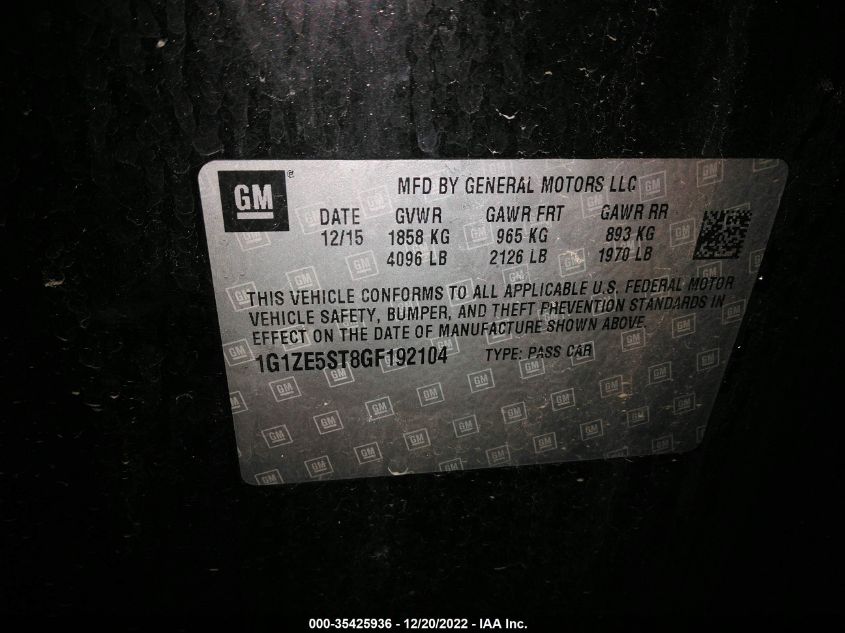 GM ®
MFD BY GENERAL MOTORS LLC
DATE GVWR GAWR FRT GAWR RR
12/15 1858 KG 965 KG 893 KG
4096 LB 2126 LB 1970 LB
THIS VEHICLE CONFORMS TO ALL APPLICABLE U.S. FEDERAL MOTOR
VEHICLE SAFETY, BUMPER, AND THEFT PREVENTION STANDARDS IN
EFFECT ON THE DATE OF MANUFACTURE SHOWN ABOVE.
1G1ZE5ST8GF192104 TYPE: PASS CAR
000-35425936 - 12/20/2022 - IAA Inc.